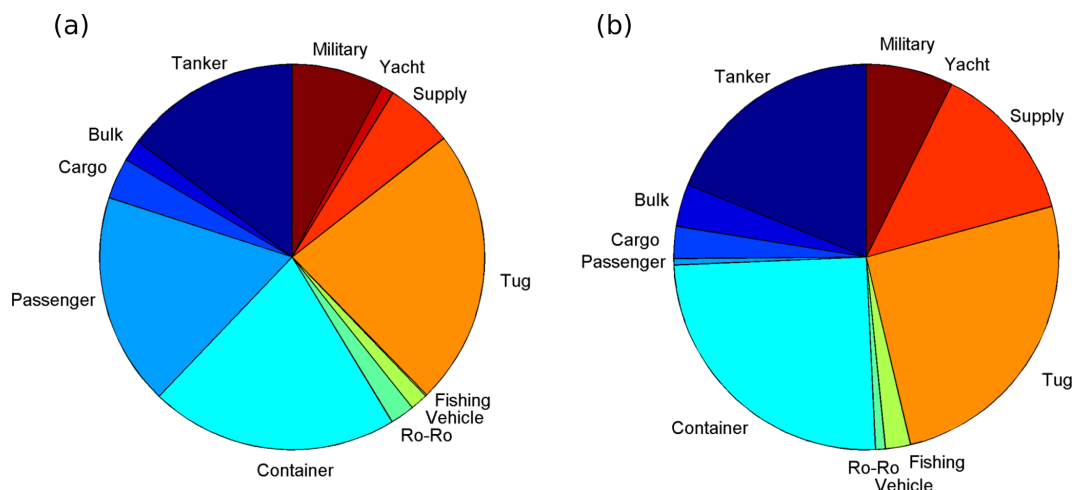 (a)
Military
Yacht
Supply
Tug
Fishing
Vehicle
Ro-Ro
Container
Passenger
Cargo
Bulk
Tanker
(b)
Military
Yacht
Supply
Tug
Fishing
Vehicle
Ro-Ro
Container
Passenger
Cargo
Bulk
Tanker